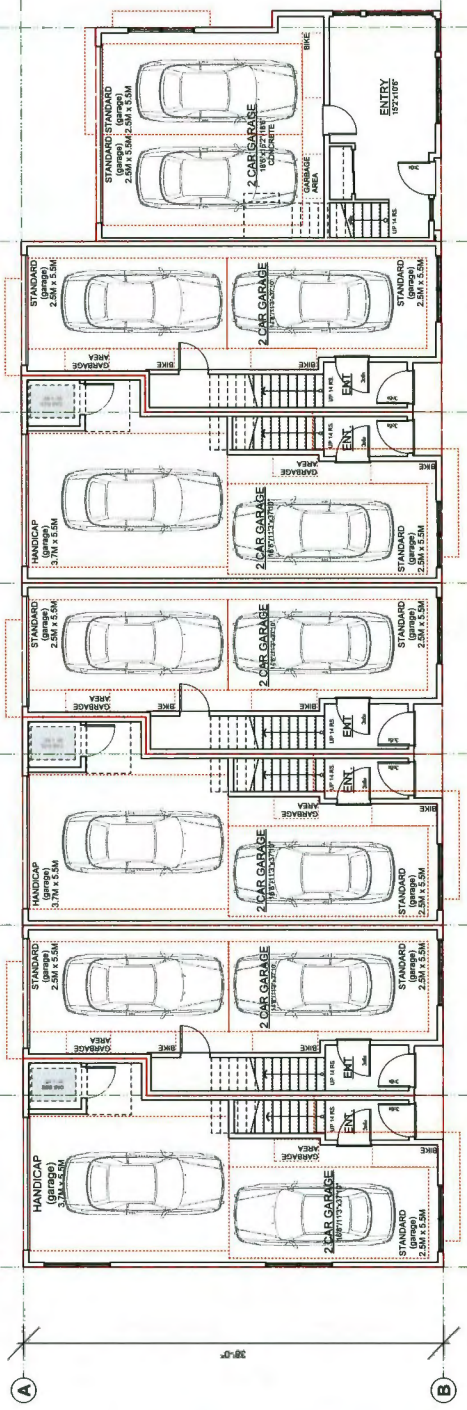 STANDARD
(garage)
2.5M x 5.5M
STANDARD
(garage)
2.5M x 5.5M
2 CAR GARAGE
CONCRETE
BIKE
GARBAGE
AREA
ENTRY
15'2"x10'6"
UP 14 RS
STANDARD
(garage)
2.5M x 5.5M
GARBAGE
AREA
BIKE
2 CAR GARAGE
STANDARD
(garage)
2.5M x 5.5M
UP 14 RS
ENT
HANDICAP
(garage)
3.7M x 5.5M
2 CAR GARAGE
GARBAGE
AREA
UP 14 RS
ENT
BIKE
STANDARD
(garage)
2.5M x 5.5M
STANDARD
(garage)
2.5M x 5.5M
GARBAGE
AREA
BIKE
2 CAR GARAGE
STANDARD
(garage)
2.5M x 5.5M
UP 14 RS
ENT
HANDICAP
(garage)
3.7M x 5.5M
2 CAR GARAGE
GARBAGE
AREA
UP 14 RS
ENT
BIKE
STANDARD
(garage)
2.5M x 5.5M
STANDARD
(garage)
2.5M x 5.5M
GARBAGE
AREA
BIKE
2 CAR GARAGE
STANDARD
(garage)
2.5M x 5.5M
UP 14 RS
ENT
HANDICAP
(garage)
3.7M x 5.5M
2 CAR GARAGE
GARBAGE
AREA
UP 14 RS
ENT
BIKE
STANDARD
(garage)
2.5M x 5.5M
38'-0"
A
B